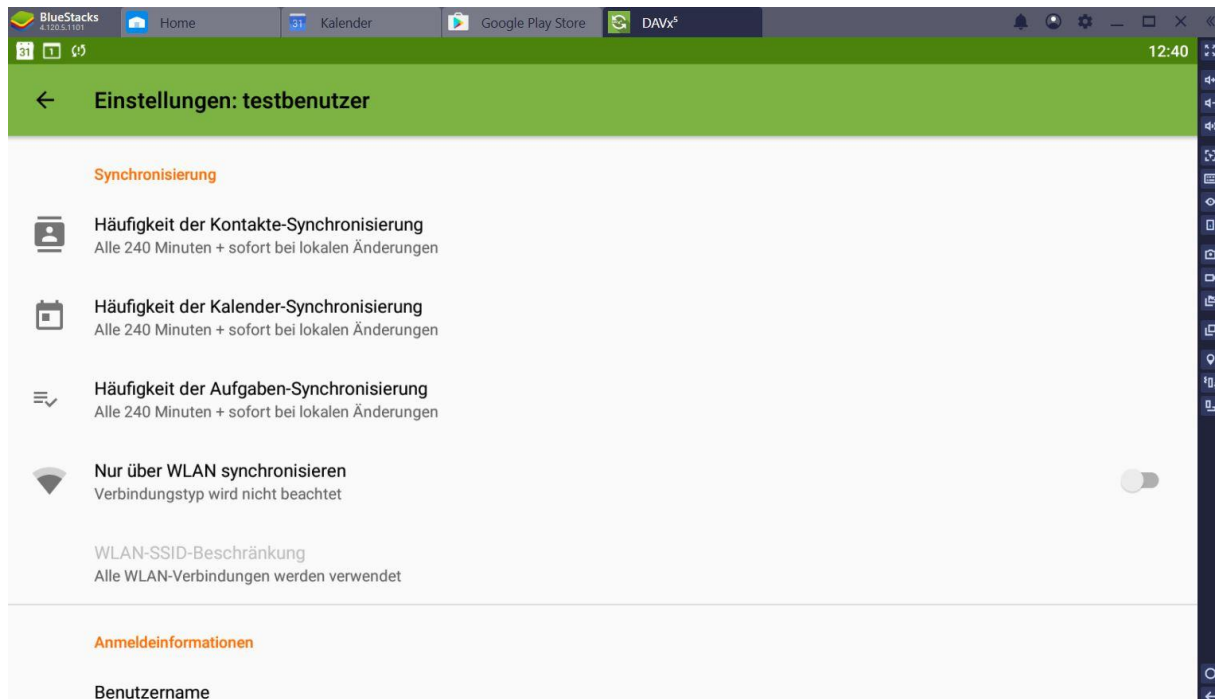 BlueStacks
4.120.5.1101
Home
31 Kalender
Google Play Store
DAVx⁵
31 1 12:40
Einstellungen: testbenutzer
Synchronisierung
Häufigkeit der Kontakte-Synchronisierung
Alle 240 Minuten + sofort bei lokalen Änderungen
Häufigkeit der Kalender-Synchronisierung
Alle 240 Minuten + sofort bei lokalen Änderungen
Häufigkeit der Aufgaben-Synchronisierung
Alle 240 Minuten + sofort bei lokalen Änderungen
Nur über WLAN synchronisieren
Verbindungstyp wird nicht beachtet
WLAN-SSID-Beschränkung
Alle WLAN-Verbindungen werden verwendet
Anmeldeinformationen
Benutzername